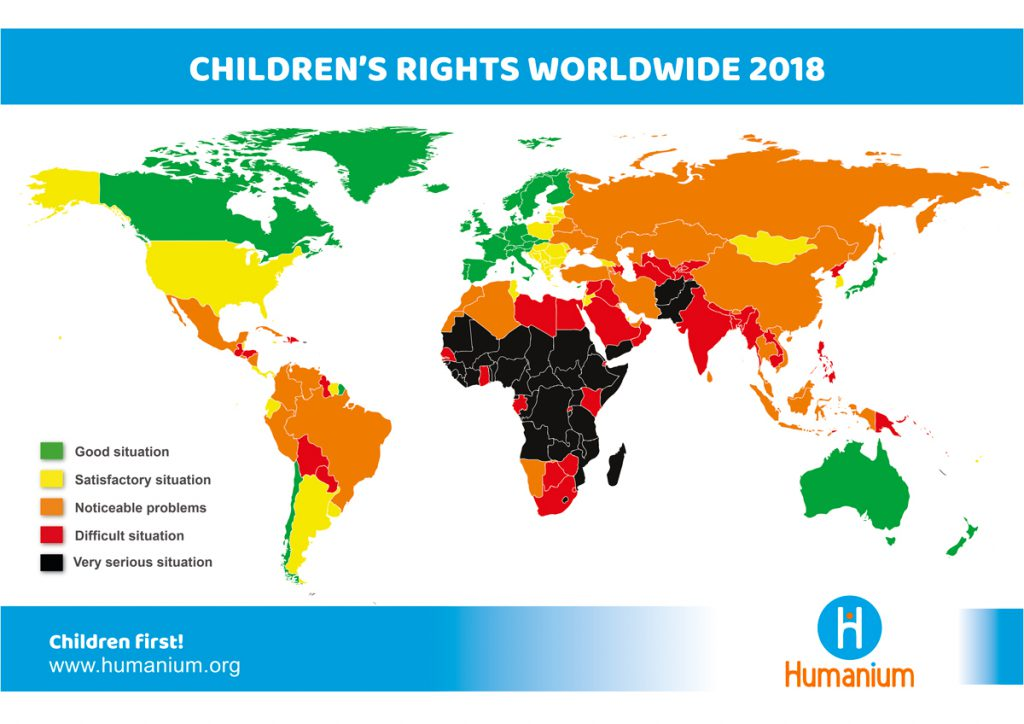 CHILDREN'S RIGHTS WORLDWIDE 2018
Good situation
Satisfactory situation
Noticeable problems
Difficult situation
Very serious situation
Children first!
www.humanium.org
Humanium